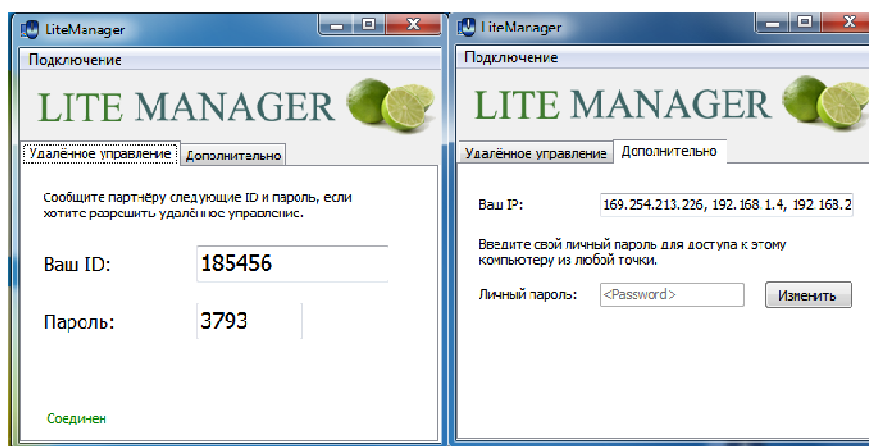 LiteManager
Подключение
LITE MANAGER
Удалённое управление Дополнительно
Сообщите партнёру следующие ID и пароль, если
хотите разрешить удалённое управление.
Ваш ID: 185456
Пароль: 3793
Соединен
LiteManager
Подключение
LITE MANAGER
Удалённое управление Дополнительно
Ваш IP: 169.254.213.226, 192.168.1.4, 192.168.2
Введите свой личный пароль для доступа к этому
компьютеру из любой точки.
Личный пароль: <Password> Изменить